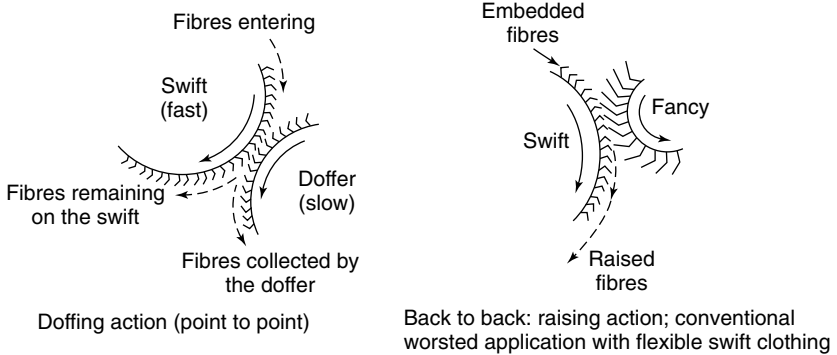 Fibres entering
Swift
(fast)
Doffer
(slow)
Fibres remaining
on the swift
Fibres collected by
the doffer
Doffing action (point to point)
Embedded
fibres
Fancy
Swift
Raised
fibres
Back to back: raising action; conventional
worsted application with flexible swift clothing